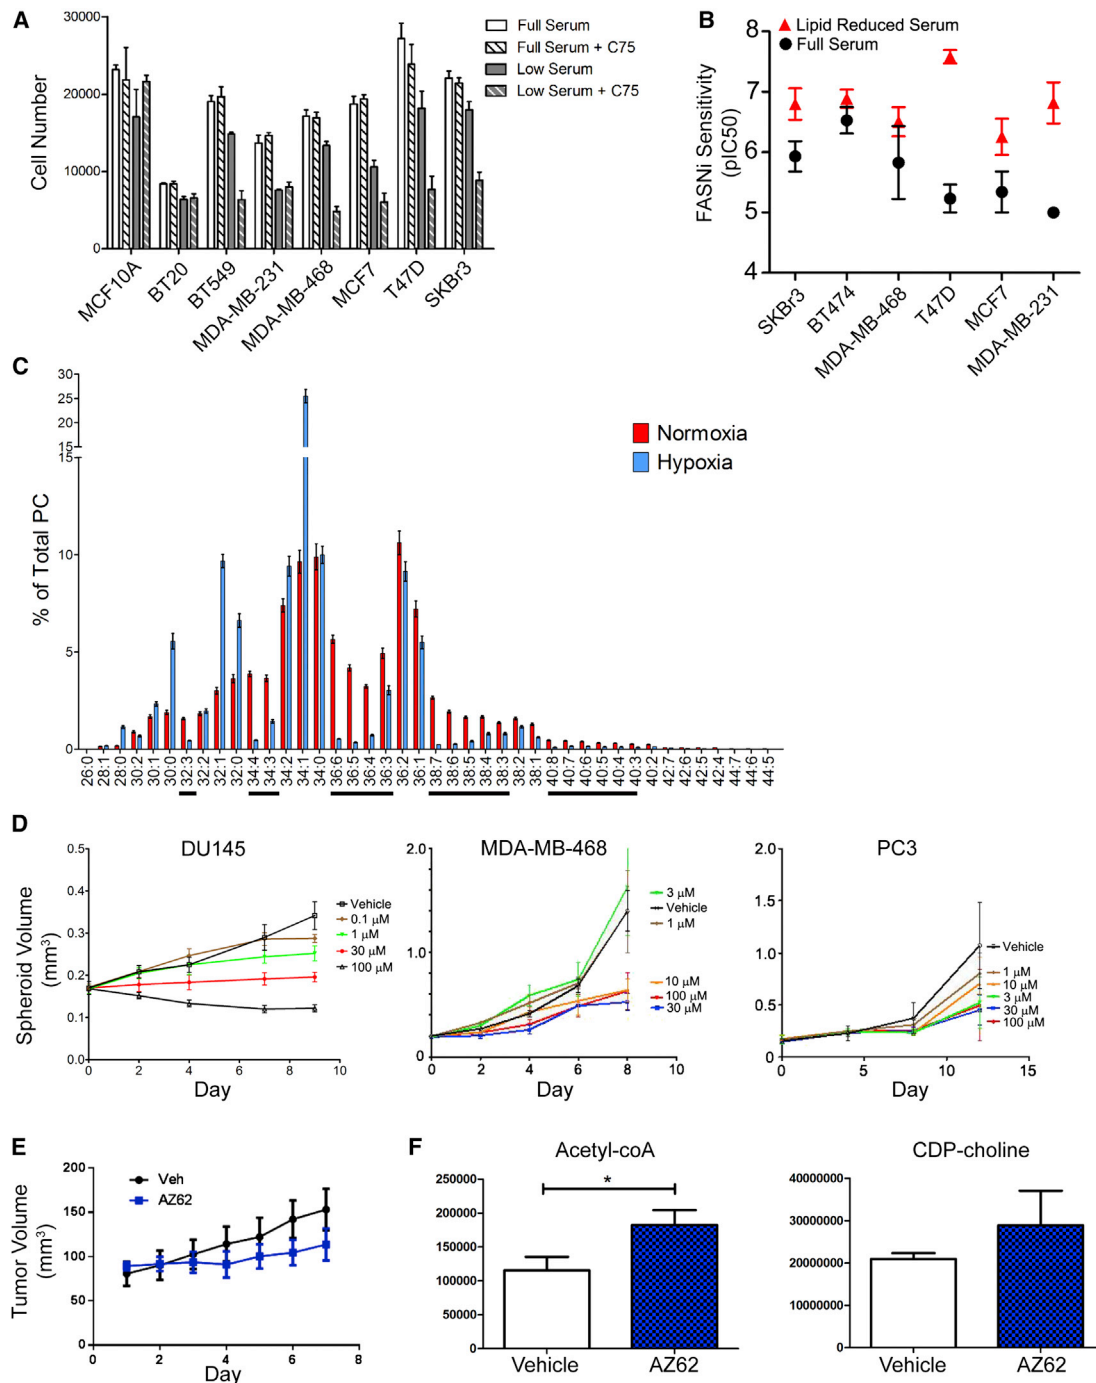 A
30000
20000
10000
0
Cell Number
Full Serum
Full Serum + C75
Low Serum
Low Serum + C75
MCF10A
BT20
BT549
MDA-MB-231
MDA-MB-468
MCF7
T47D
SKBr3
B
Lipid Reduced Serum
Full Serum
8
7
6
5
4
FASNi Sensitivity
(pIC50)
SKBr3
BT474
MDA-MB-468
T47D
MCF7
MDA-MB-231
C
30
25
20
15
15
10
5
0
% of Total PC
Normoxia
Hypoxia
26:0
28:1
28:0
30:2
30:1
30:0
32:3
32:2
32:1
32:0
34:4
34:3
34:2
34:1
34:0
36:6
36:5
36:4
36:3
36:2
36:1
38:7
38:6
38:5
38:4
38:3
38:2
38:1
40:8
40:7
40:6
40:5
40:4
40:3
40:2
42:7
42:6
42:5
42:4
44:7
44:6
44:5
D
DU145
0.5
0.4
0.3
0.2
0.1
0.0
Spheroid Volume
(mm³)
Vehicle
0.1 µM
1 µM
30 µM
100 µM
0 2 4 6 8 10
Day
MDA-MB-468
2.0
1.0
0
3 µM
Vehicle
1 µM
10 µM
100 µM
30 µM
0 2 4 6 8 10
Day
PC3
2.0
1.5
1.0
0.5
0
Vehicle
1 µM
10 µM
3 µM
30 µM
100 µM
0 5 10 15
Day
E
200
150
100
50
0
Tumor Volume
(mm³)
Veh
AZ62
0 2 4 6 8
Day
F
Acetyl-coA
250000
200000
150000
100000
50000
0
*
Vehicle
AZ62
CDP-choline
40000000
30000000
20000000
10000000
0
Vehicle
AZ62